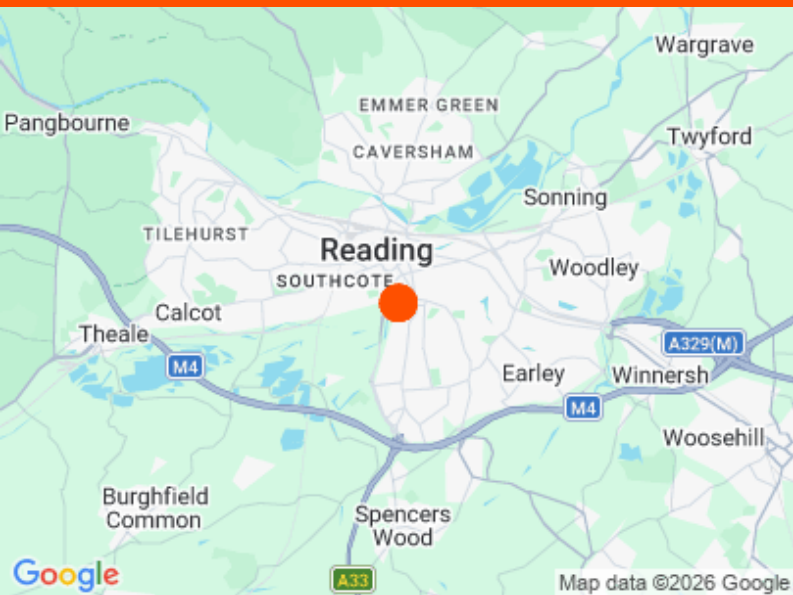 Wargrave
EMMER GREEN
Pangbourne
Twyford
CAVERSHAM
Sonning
TILEHURST
Reading
Woodley
SOUTHCOTE
Calcot
Theale
A329(M)
M4
Earley
Winnersh
M4
Woosehill
Burghfield
Common
Spencers
Wood
Google
A33
Map data ©2026 Google